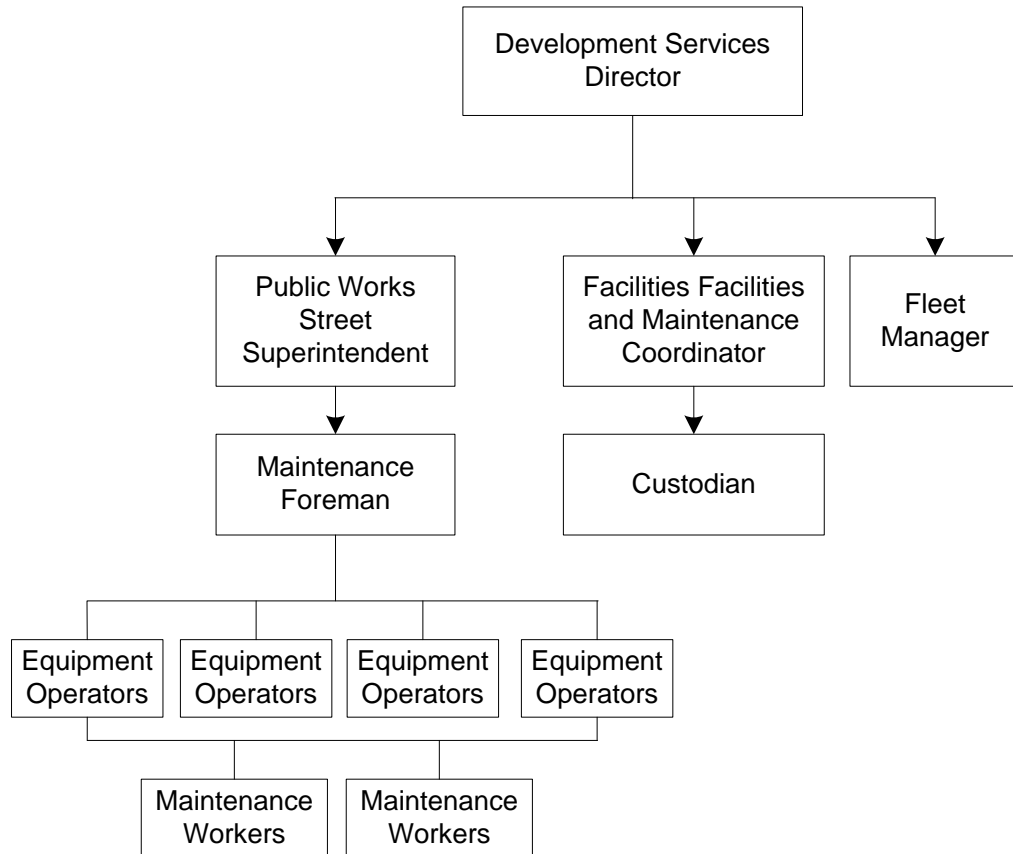 Development Services
Director
Public Works
Street
Superintendent
Facilities Facilities
and Maintenance
Coordinator
Fleet
Manager
Maintenance
Foreman
Custodian
Equipment
Operators
Equipment
Operators
Equipment
Operators
Equipment
Operators
Maintenance
Workers
Maintenance
Workers